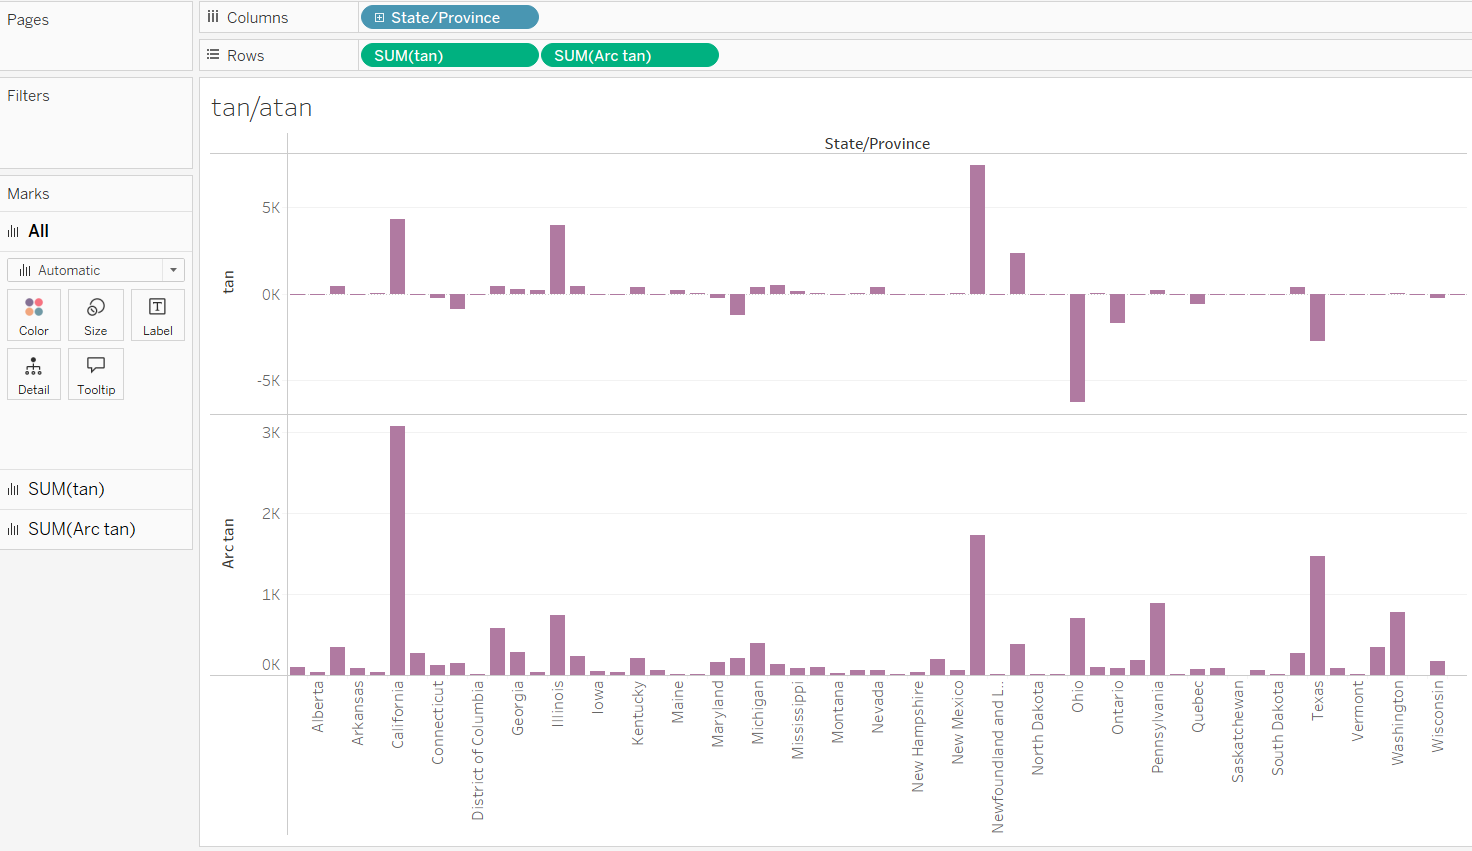 Pages
Columns
State/Province
Rows
SUM(tan)
SUM(Arc tan)
Filters
Marks
All
Automatic
Color
Size
Label
Detail
Tooltip
SUM(tan)
SUM(Arc tan)
tan/atan
State/Province
tan
5K
0K
-5K
Arc tan
3K
2K
1K
0K
Alberta
Arkansas
California
Connecticut
District of Columbia
Georgia
Illinois
Iowa
Kentucky
Maine
Maryland
Michigan
Mississippi
Montana
Nevada
New Hampshire
New Mexico
Newfoundland and L..
North Dakota
Ohio
Ontario
Pennsylvania
Quebec
Saskatchewan
South Dakota
Texas
Vermont
Washington
Wisconsin